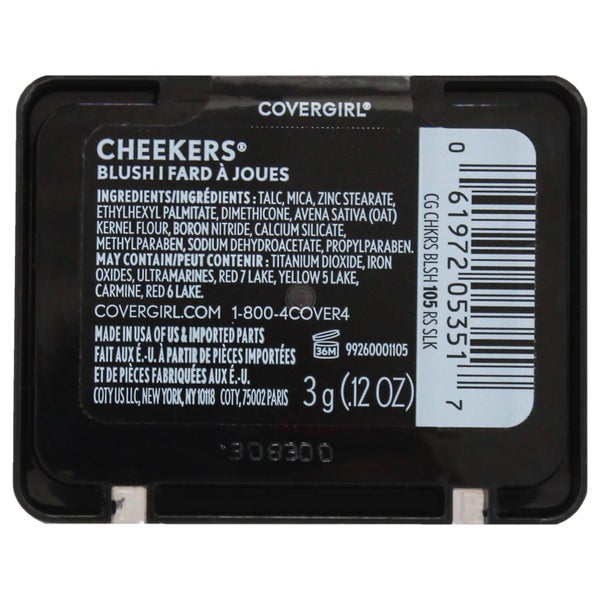 COVERGIRL®
CHEEKERS®
BLUSH I FARD À JOUES
INGREDIENTS/INGRÉDIENTS : TALC, MICA, ZINC STEARATE,
ETHYLHEXYL PALMITATE, DIMETHICONE, AVENA SATIVA (OAT)
KERNEL FLOUR, BORON NITRIDE, CALCIUM SILICATE,
METHYLPARABEN, SODIUM DEHYDROACETATE, PROPYLPARABEN.
MAY CONTAIN/PEUT CONTENIR : TITANIUM DIOXIDE, IRON
OXIDES, ULTRAMARINES, RED 7 LAKE, YELLOW 5 LAKE,
CARMINE, RED 6 LAKE.
COVERGIRL.COM 1-800-4COVER4
MADE IN USA OF US & IMPORTED PARTS
FAIT AUX É.-U. À PARTIR DE PIÈCES IMPORTÉES
ET DE PIÈCES FABRIQUÉES AUX É.-U.
COTY US LLC, NEW YORK, NY 10118 COTY, 75002 PARIS
36M
99260001105
3 g (.12 OZ)
CG CHKRS BLSH 105 RS SLK
0 61972 05351 7
308300